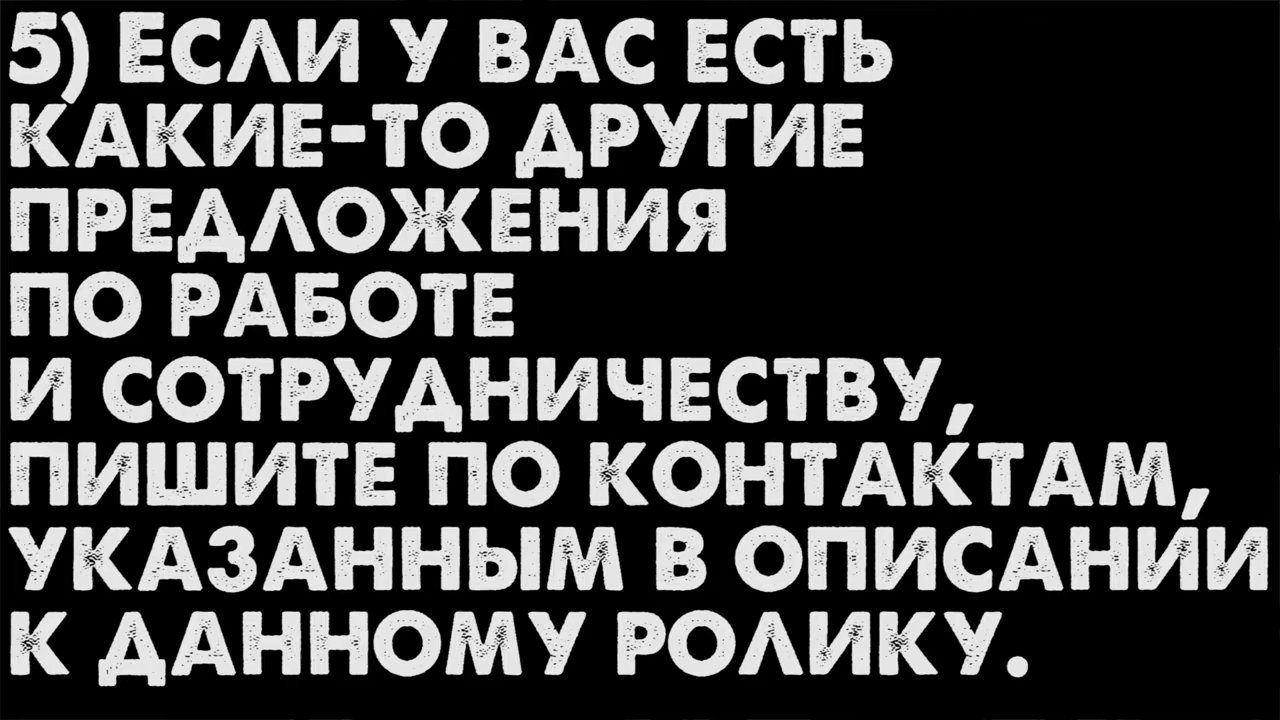 5) Если у вас есть
какие-то другие
предложения
по работе
и сотрудничеству,
пишите по контактам,
указанным в описании
к данному ролику.